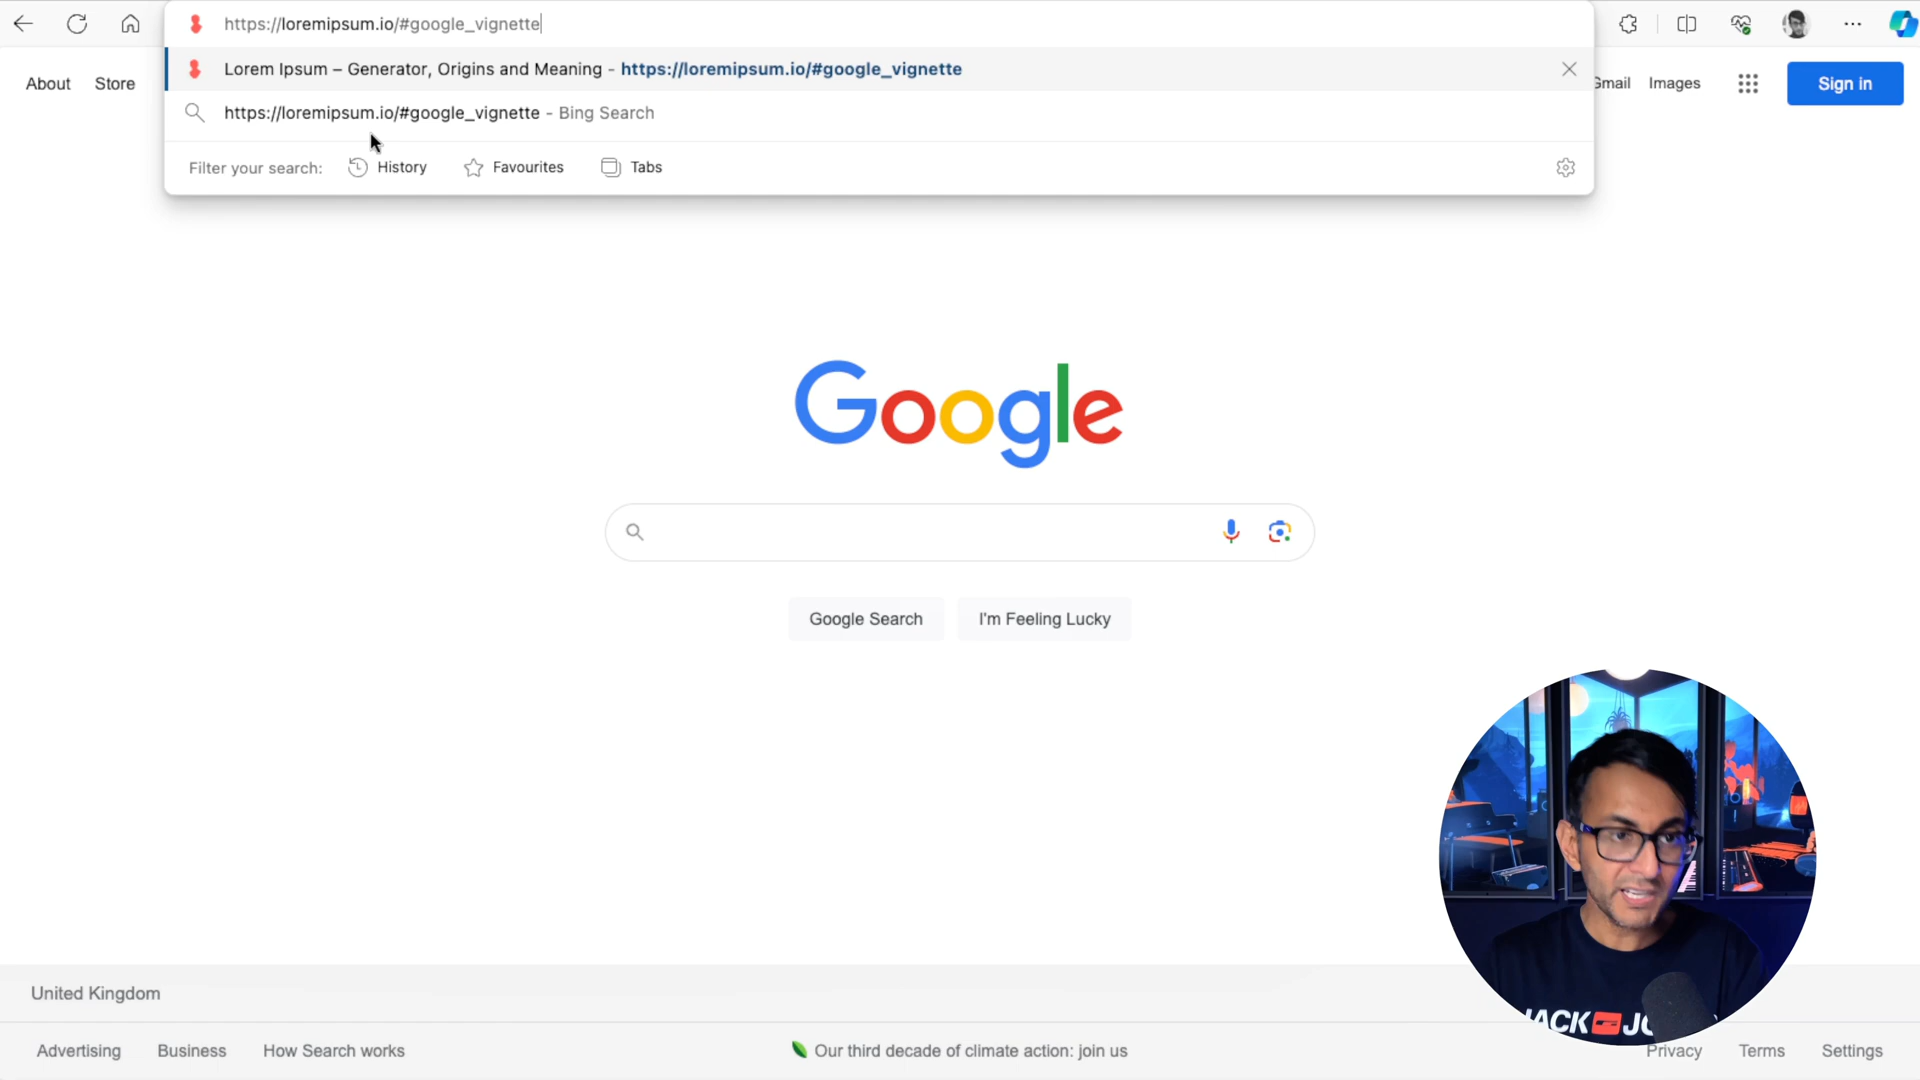 https://loremipsum.io/#google_vignette
Lorem Ipsum – Generator, Origins and Meaning - https://loremipsum.io/#google_vignette
https://loremipsum.io/#google_vignette - Bing Search
Filter your search: History Favourites Tabs
About Store
Gmail Images
Sign in
Google
Google Search
I'm Feeling Lucky
JACK
United Kingdom
Advertising Business How Search works
Our third decade of climate action: join us
Privacy Terms Settings